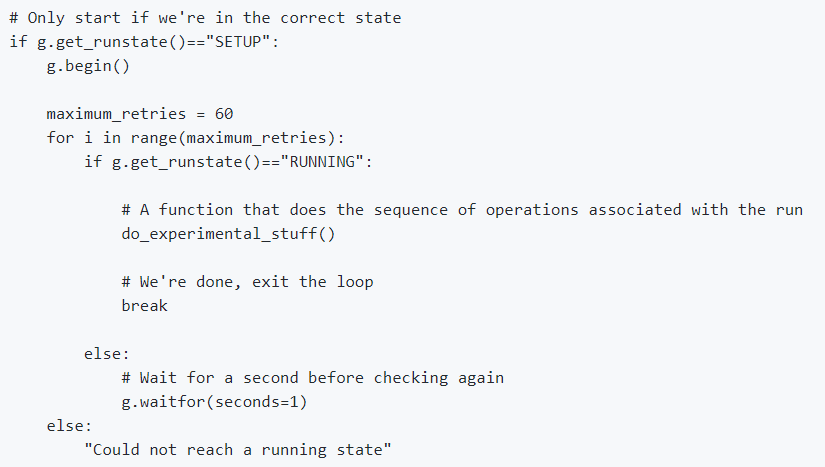 # Only start if we're in the correct state
if g.get_runstate()=="SETUP":
    g.begin()

    maximum_retries = 60
    for i in range(maximum_retries):
        if g.get_runstate()=="RUNNING":

            # A function that does the sequence of operations associated with the run
            do_experimental_stuff()

            # We're done, exit the loop
            break

        else:
            # Wait for a second before checking again
            g.waitfor(seconds=1)
    else:
        "Could not reach a running state"